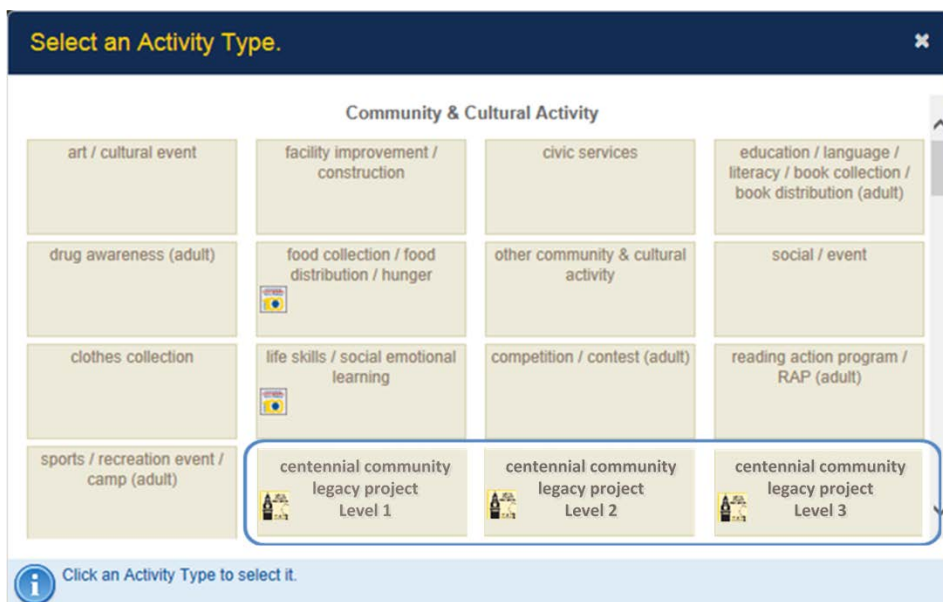 Select an Activity Type.
Community & Cultural Activity
art / cultural event
facility improvement /
construction
civic services
education / language /
literacy / book collection /
book distribution (adult)
drug awareness (adult)
food collection / food
distribution / hunger
other community & cultural
activity
social / event
clothes collection
life skills / social emotional
learning
competition / contest (adult)
reading action program /
RAP (adult)
sports / recreation event /
camp (adult)
centennial community
legacy project
Level 1
centennial community
legacy project
Level 2
centennial community
legacy project
Level 3
Click an Activity Type to select it.